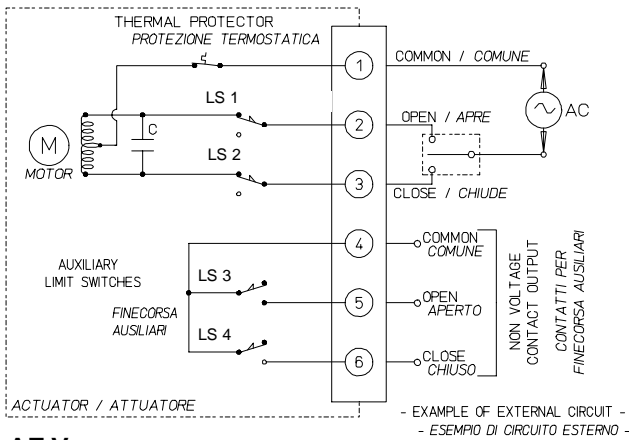 THERMAL PROTECTOR
PROTEZIONE TERMOSTATICA
1
COMMON / COMUNE
AC
LS 1
2
OPEN / APRE
C
M
MOTOR
LS 2
3
CLOSE / CHIUDE
4
COMMON
COMUNE
AUXILIARY
LIMIT SWITCHES
LS 3
5
OPEN
APERTO
FINECORSA
AUSILIARI
LS 4
6
CLOSE
CHIUSO
NON VOLTAGE
CONTACT OUTPUT
CONTATTI PER
FINECORSA AUSILIARI
ACTUATOR / ATTUATORE
- EXAMPLE OF EXTERNAL CIRCUIT -
- ESEMPIO DI CIRCUITO ESTERNO -